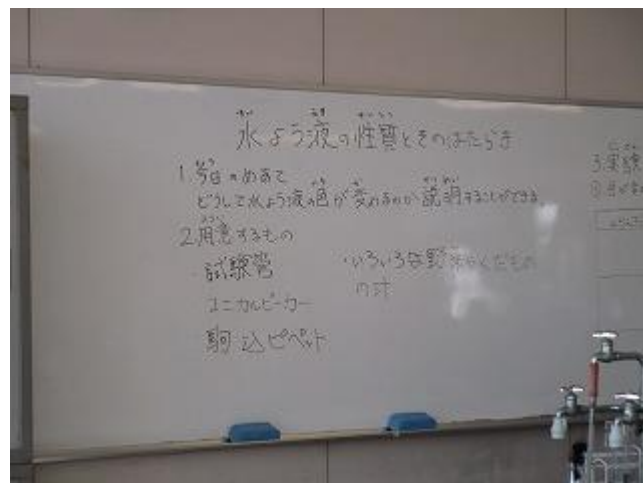 水よう液の性質とそのはたらき
1.今日のめあて
どうして水よう液の色が変わるのか説明することができる
2.用意するもの
・試験管
・いろいろな野菜やくだもの
の汁
・コニカルビーカー
・駒込ピペット
3.実験